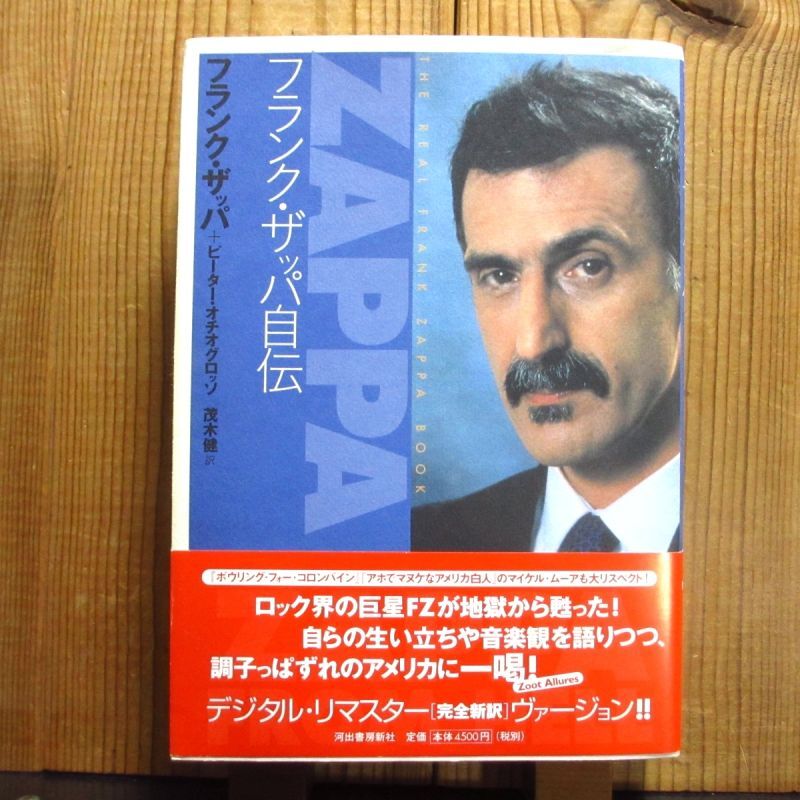 THE REAL FRANK ZAPPA BOOK
ZAPPA
フランク・ザッパ自伝
フランク・ザッパ+ピーター・オチオグロッソ 茂木健 訳
『ボウリング・フォー・コロンバイン』『アホでマヌケなアメリカ白人』のマイケル・ムーアも大リスペクト!
ロック界の巨星FZが地獄から甦った!
自らの生い立ちや音楽観を語りつつ、
調子っぱずれのアメリカに一喝!
Zoot Allures
デジタル・リマスター[完全新訳]ヴァージョン!!
河出書房新社 定価 本体4500円 (税別)